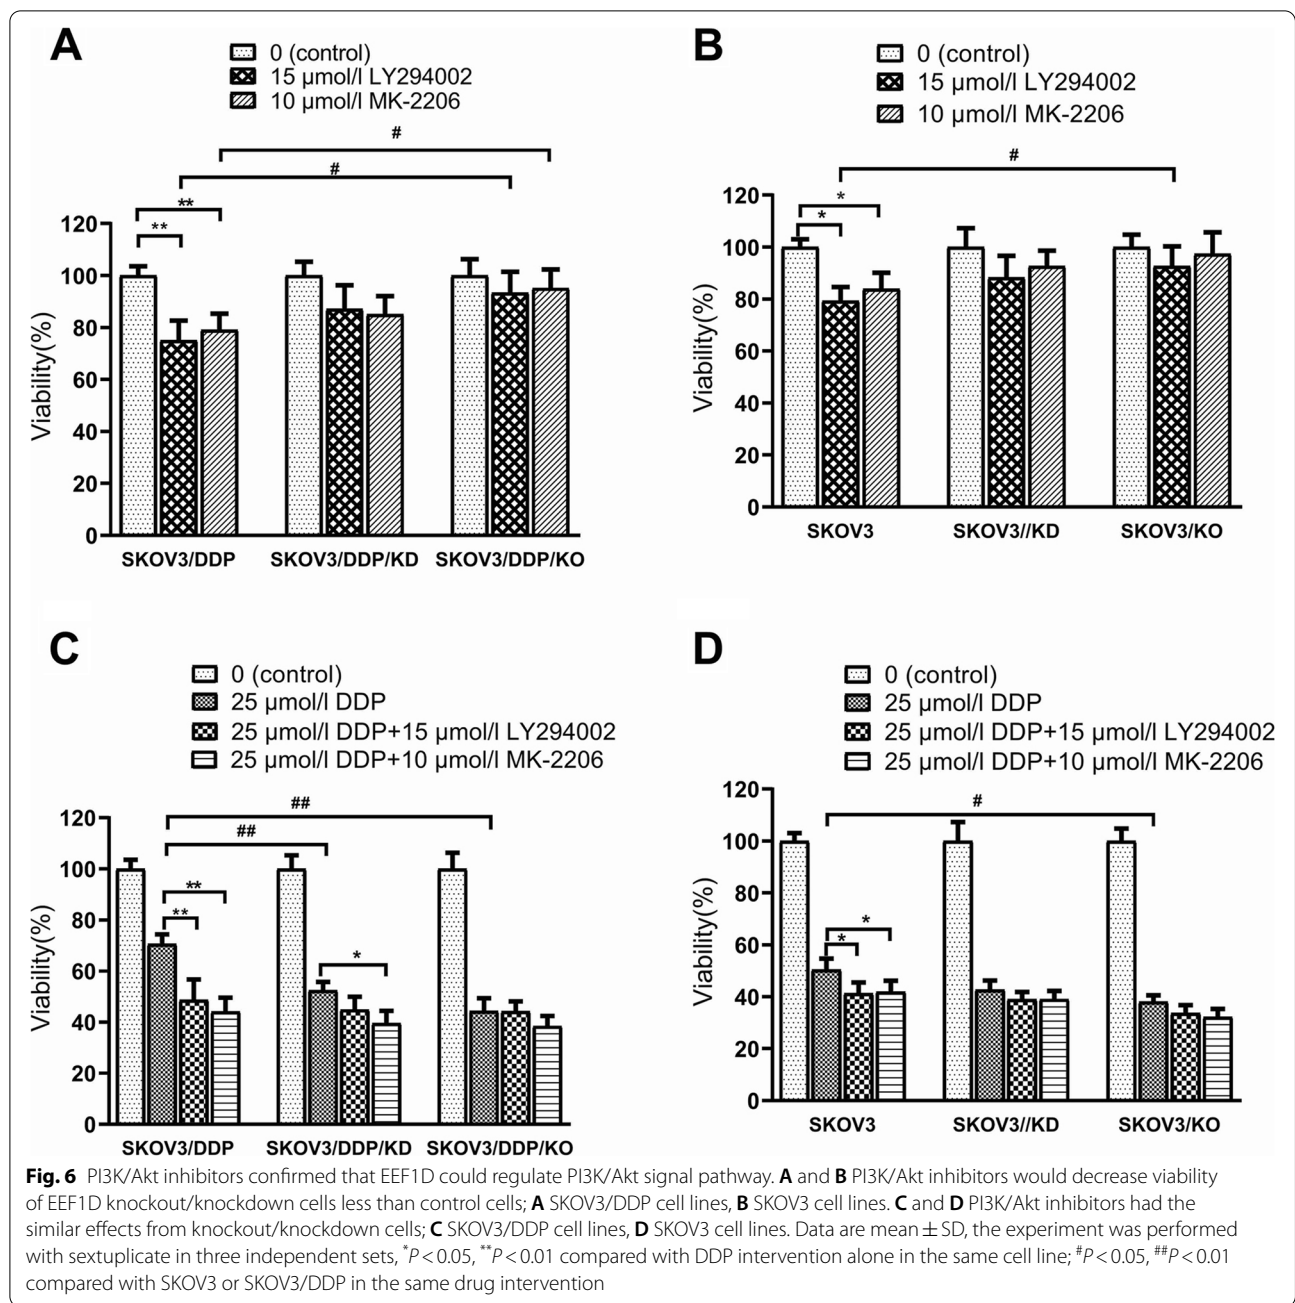 A
0 (control)
15 μmol/l LY294002
10 μmol/l MK-2206
#
#
**
**
120
100
80
60
40
20
0
Viability(%)
SKOV3/DDP
SKOV3/DDP/KD
SKOV3/DDP/KO
B
0 (control)
15 μmol/l LY294002
10 μmol/l MK-2206
#
*
*
120
100
80
60
40
20
0
Viability(%)
SKOV3
SKOV3//KD
SKOV3/KO
C
0 (control)
25 μmol/l DDP
25 μmol/l DDP+15 μmol/l LY294002
25 μmol/l DDP+10 μmol/l MK-2206
##
##
**
**
*
120
100
80
60
40
20
0
Viability(%)
SKOV3/DDP
SKOV3/DDP/KD
SKOV3/DDP/KO
D
0 (control)
25 μmol/l DDP
25 μmol/l DDP+15 μmol/l LY294002
25 μmol/l DDP+10 μmol/l MK-2206
#
*
*
120
100
80
60
40
20
0
Viability(%)
SKOV3
SKOV3//KD
SKOV3/KO
Fig. 6 PI3K/Akt inhibitors confirmed that EEF1D could regulate PI3K/Akt signal pathway. A and B PI3K/Akt inhibitors would decrease viability
of EEF1D knockout/knockdown cells less than control cells; A SKOV3/DDP cell lines, B SKOV3 cell lines. C and D PI3K/Akt inhibitors had the
similar effects from knockout/knockdown cells; C SKOV3/DDP cell lines, D SKOV3 cell lines. Data are mean ± SD, the experiment was performed
with sextuplicate in three independent sets, *P < 0.05, **P < 0.01 compared with DDP intervention alone in the same cell line; #P < 0.05, ##P < 0.01
compared with SKOV3 or SKOV3/DDP in the same drug intervention